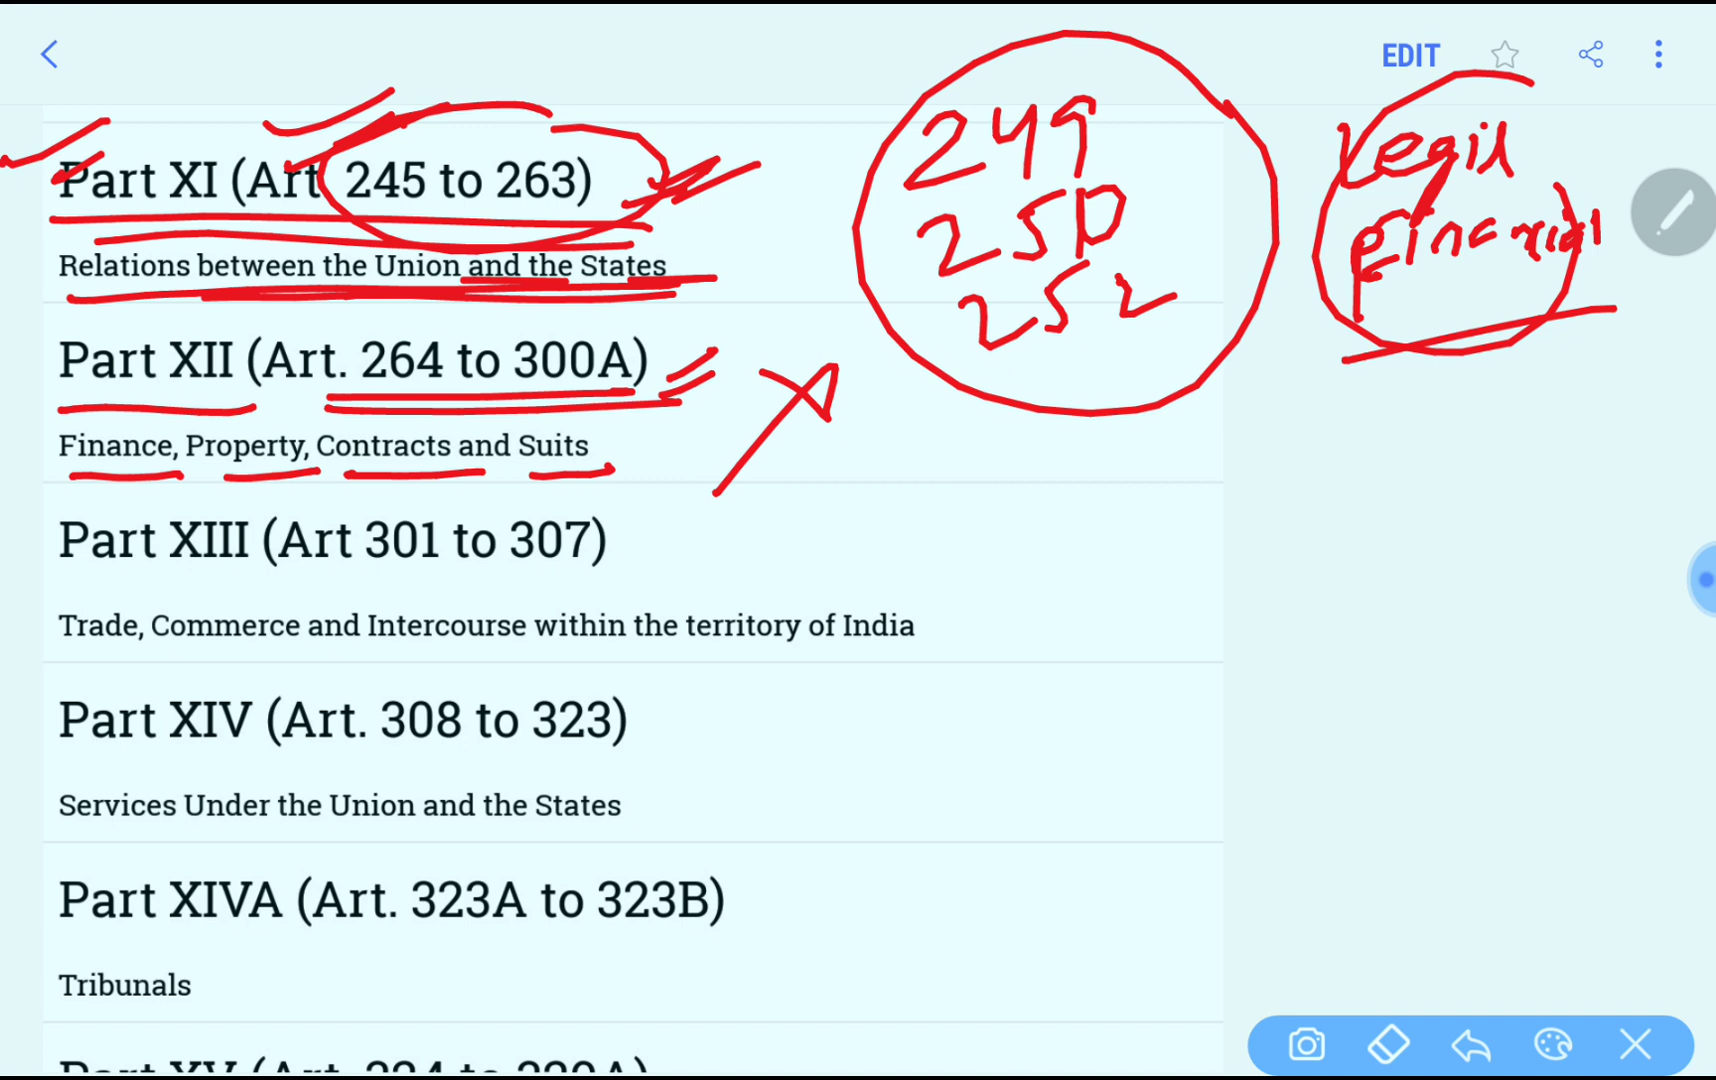 EDIT
Part XI (Art 245 to 263)
Relations between the Union and the States
Part XII (Art. 264 to 300A)
Finance, Property, Contracts and Suits
Part XIII (Art 301 to 307)
Trade, Commerce and Intercourse within the territory of India
Part XIV (Art. 308 to 323)
Services Under the Union and the States
Part XIVA (Art. 323A to 323B)
Tribunals
249
250
252
Legil
Financial